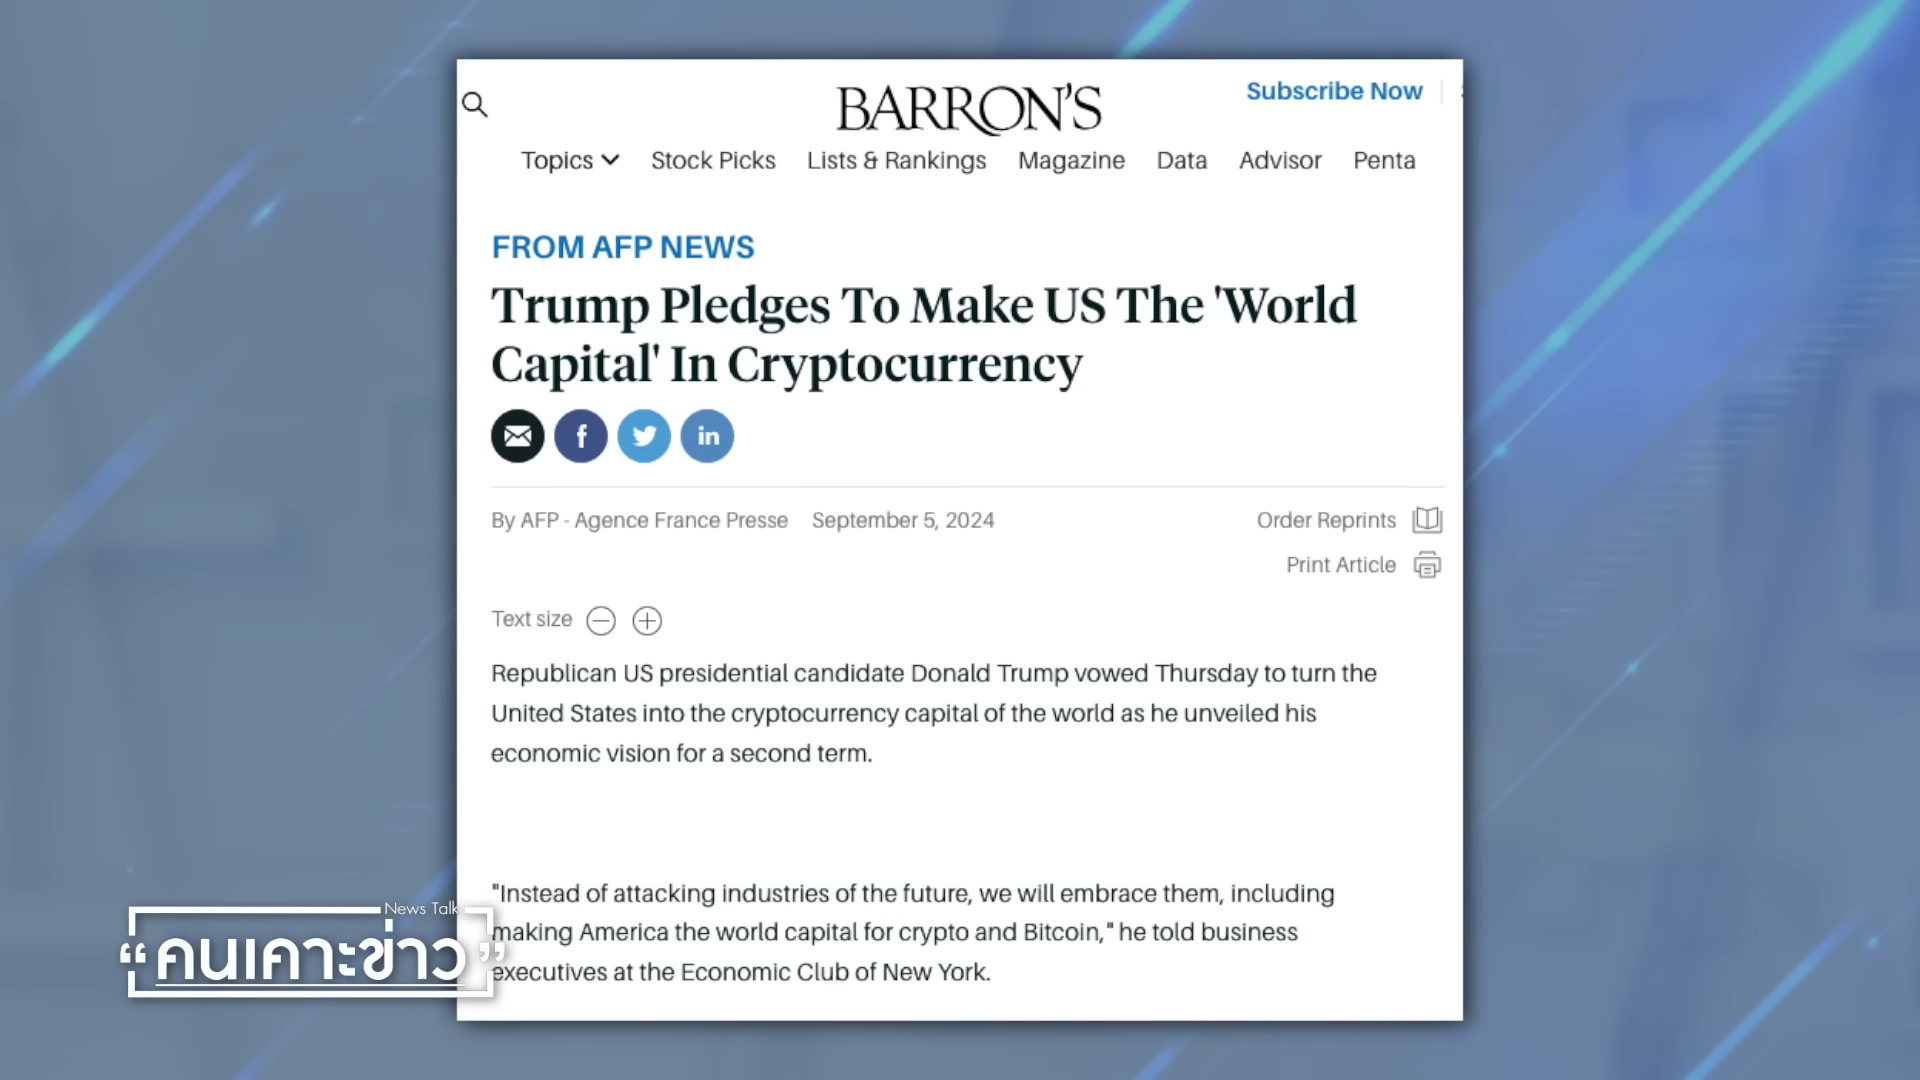 BARRON'S
Subscribe Now
Topics Stock Picks Lists & Rankings Magazine Data Advisor Penta
FROM AFP NEWS
Trump Pledges To Make US The 'World
Capital' In Cryptocurrency
f in
By AFP - Agence France Presse September 5, 2024 Order Reprints
Print Article
Text size
Republican US presidential candidate Donald Trump vowed Thursday to turn the
United States into the cryptocurrency capital of the world as he unveiled his
economic vision for a second term.
"Instead of attacking industries of the future, we will embrace them, including
making America the world capital for crypto and Bitcoin," he told business
executives at the Economic Club of New York.
News Talk
“คนเคาะข่าว”